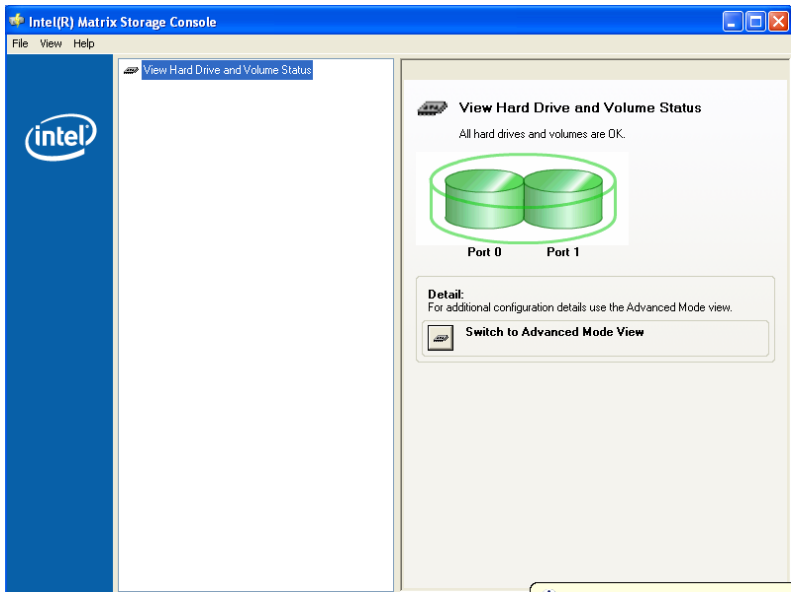 Intel(R) Matrix Storage Console
File View Help
View Hard Drive and Volume Status
intel
View Hard Drive and Volume Status
All hard drives and volumes are OK.
Port 0 Port 1
Detail:
For additional configuration details use the Advanced Mode view.
Switch to Advanced Mode View